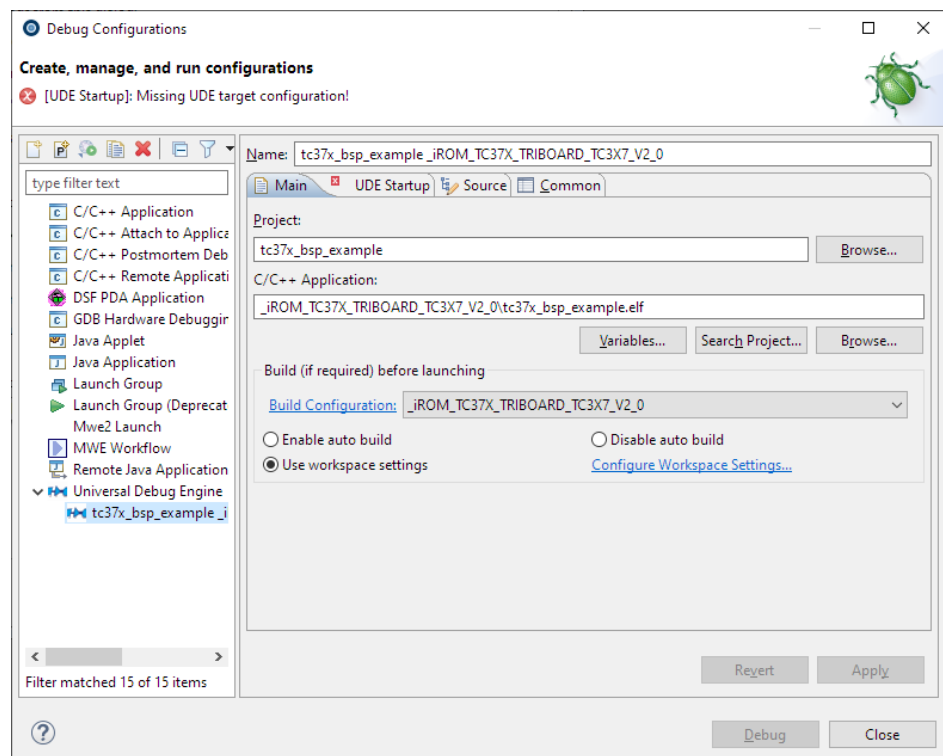 Debug Configurations
Create, manage, and run configurations
[UDE Startup]: Missing UDE target configuration!
type filter text
C/C++ Application
C/C++ Attach to Applica
C/C++ Postmortem Deb
C/C++ Remote Applicati
DSF PDA Application
GDB Hardware Debuggin
Java Applet
Java Application
Launch Group
Launch Group (Deprecat
Mwe2 Launch
MWE Workflow
Remote Java Application
Universal Debug Engine
tc37x_bsp_example _i
Filter matched 15 of 15 items
Name: tc37x_bsp_example _iROM_TC37X_TRIBOARD_TC3X7_V2_0
Main UDE Startup Source Common
Project:
tc37x_bsp_example Browse...
C/C++ Application:
_iROM_TC37X_TRIBOARD_TC3X7_V2_0\tc37x_bsp_example.elf
Variables... Search Project... Browse...
Build (if required) before launching
Build Configuration: _iROM_TC37X_TRIBOARD_TC3X7_V2_0
Enable auto build Disable auto build
Use workspace settings Configure Workspace Settings...
Revert Apply
Debug Close